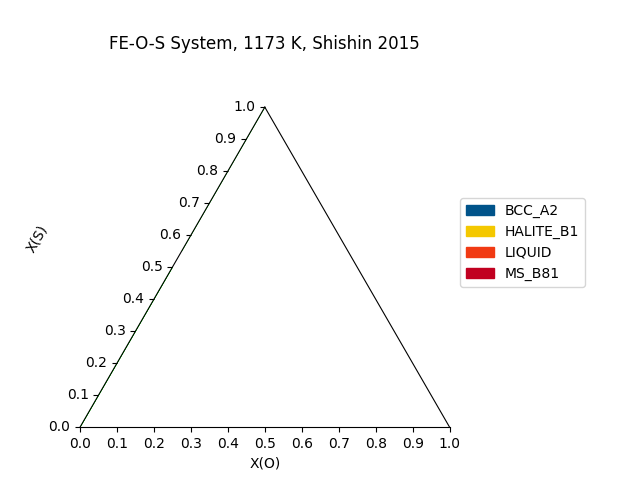 FE-O-S System, 1173 K, Shishin 2015
1.0
0.9
0.8
0.7
0.6
0.5
0.4
0.3
0.2
0.1
0.0
X(S)
0.0 0.1 0.2 0.3 0.4 0.5 0.6 0.7 0.8 0.9 1.0
X(O)
BCC_A2
HALITE_B1
LIQUID
MS_B81